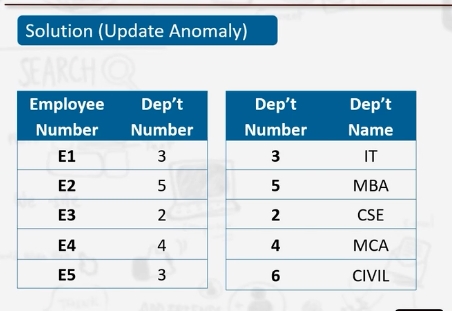 Solution (Update Anomaly)
SEARCH
Employee Number Dep't Number
E1 3
E2 5
E3 2
E4 4
E5 3
Dep't Number Dep't Name
3 IT
5 MBA
2 CSE
4 MCA
6 CIVIL